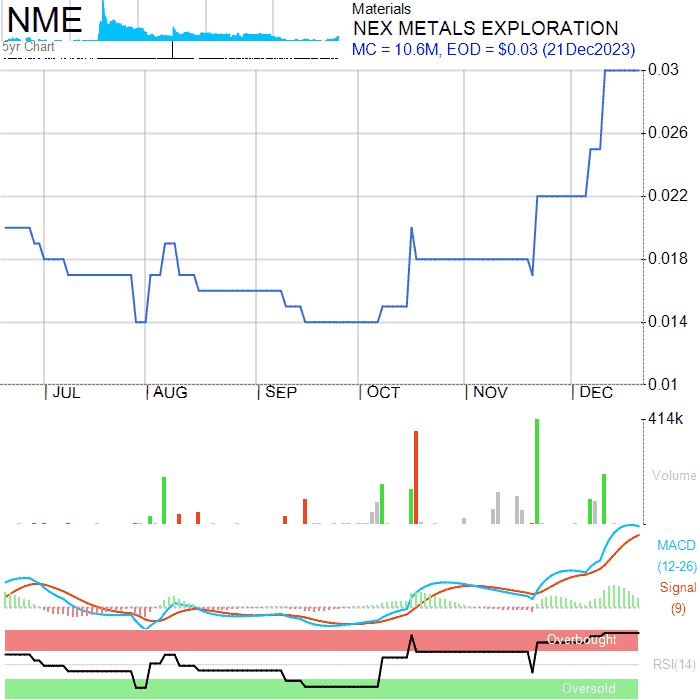 NME
5yr Chart
Materials
NEX METALS EXPLORATION
MC = 10.6M, EOD = $0.03 (21Dec2023)
0.03
0.026
0.022
0.018
0.014
0.01
JUL AUG SEP OCT NOV DEC
414k
Volume
MACD
(12-26)
Signal
(9)
Overbought
RSI(14)
Oversold